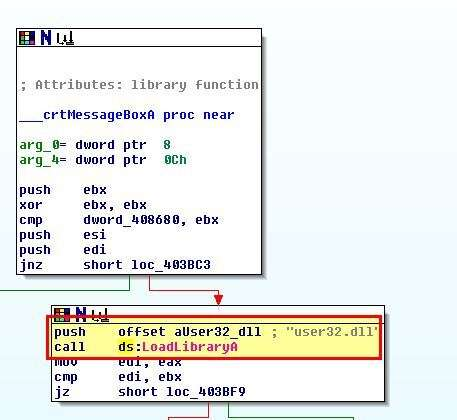 ; Attributes: library function
___crtMessageBoxA proc near
arg_0= dword ptr 8
arg_4= dword ptr 0Ch
push ebx
xor ebx, ebx
cmp dword_408680, ebx
push esi
push edi
jnz short loc_403BC3
push offset aUser32_dll ; "user32.dll"
call ds:LoadLibraryA
mov edi, eax
cmp edi, ebx
jz short loc_403BF9